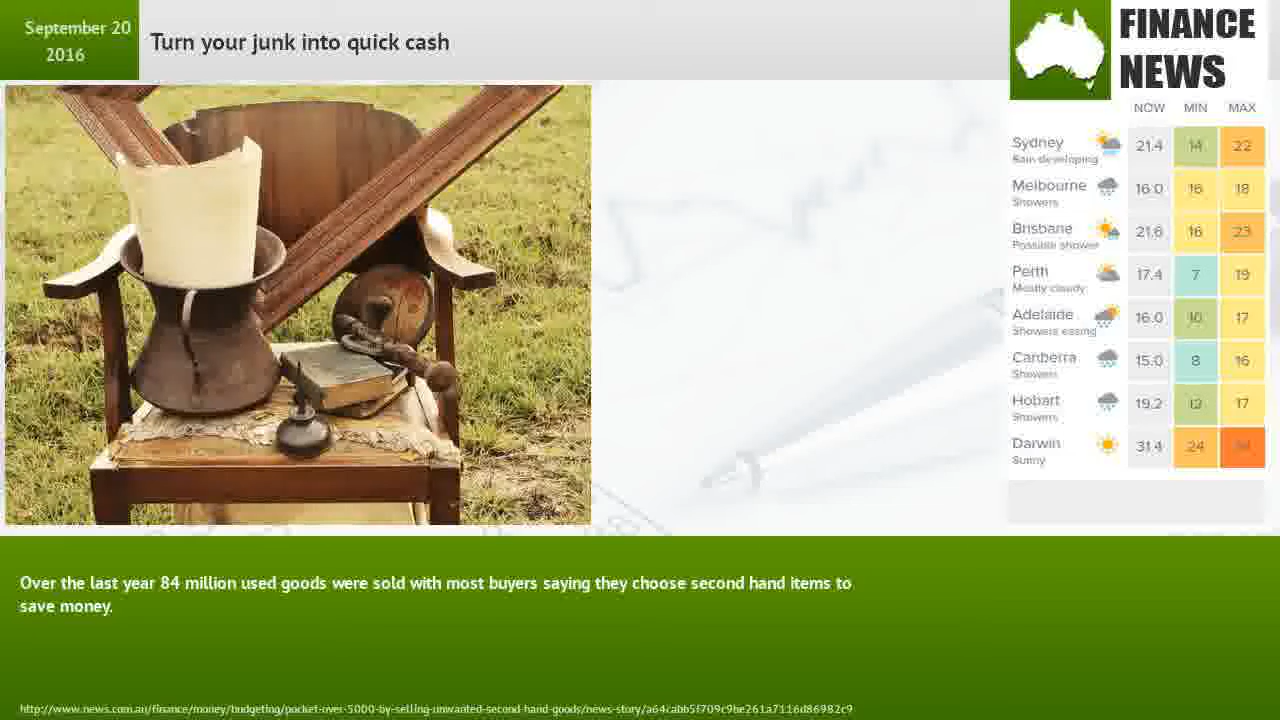 September 20
2016
Turn your junk into quick cash
FINANCE
NEWS
NOW MIN MAX
Sydney 21.4 14 22
Rain developing
Melbourne 16.0 16 18
Showers
Brisbane 21.6 16 23
Possible shower
Perth 17.4 7 19
Mostly cloudy
Adelaide 16.0 10 17
Showers easing
Canberra 15.0 8 16
Showers
Hobart 19.2 12 17
Showers
Darwin 31.4 24
Sunny
Over the last year 84 million used goods were sold with most buyers saying they choose second hand items to
save money.
http://www.news.com.au/finance/money/budgeting/pocket-over-5000-by-selling-unwanted-second-hand-goods/news-story/a64cabb5f709c9be261a7116d86982c9